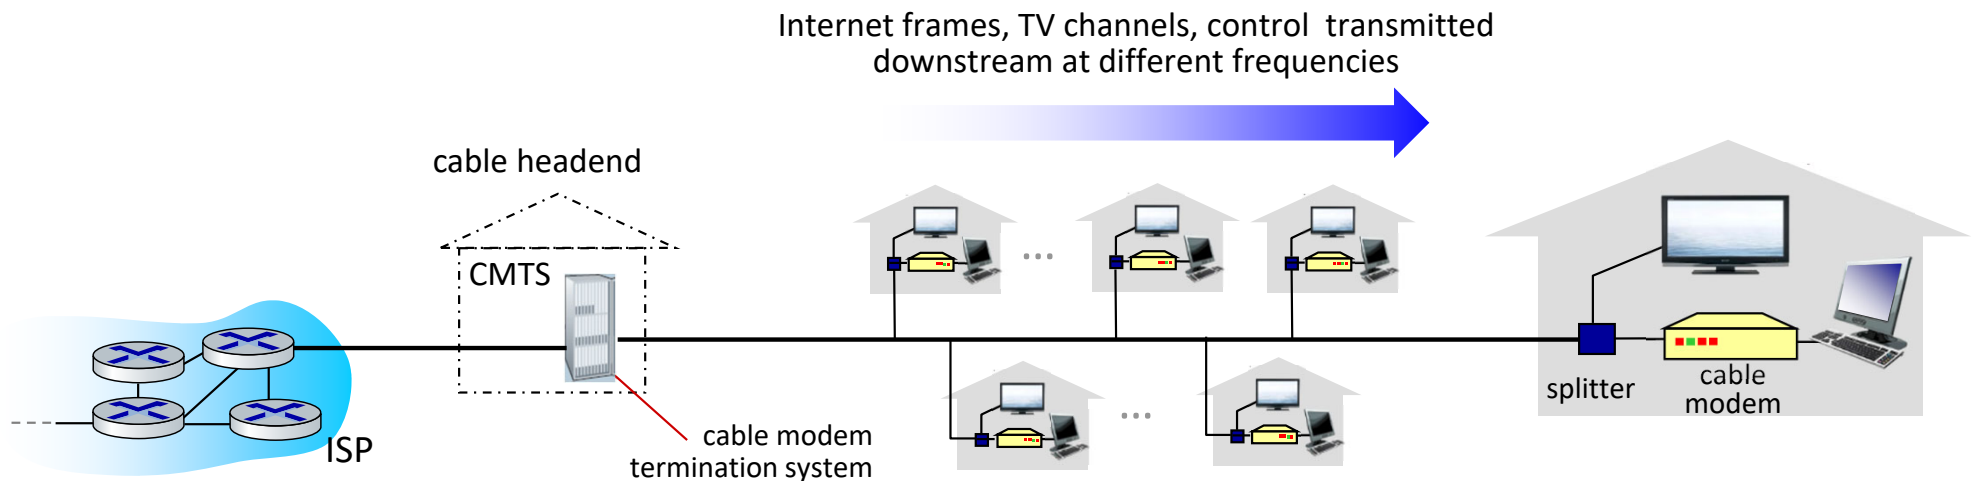 Internet frames, TV channels, control transmitted
downstream at different frequencies
cable headend
CMTS
ISP
cable modem
termination system
splitter
cable
modem